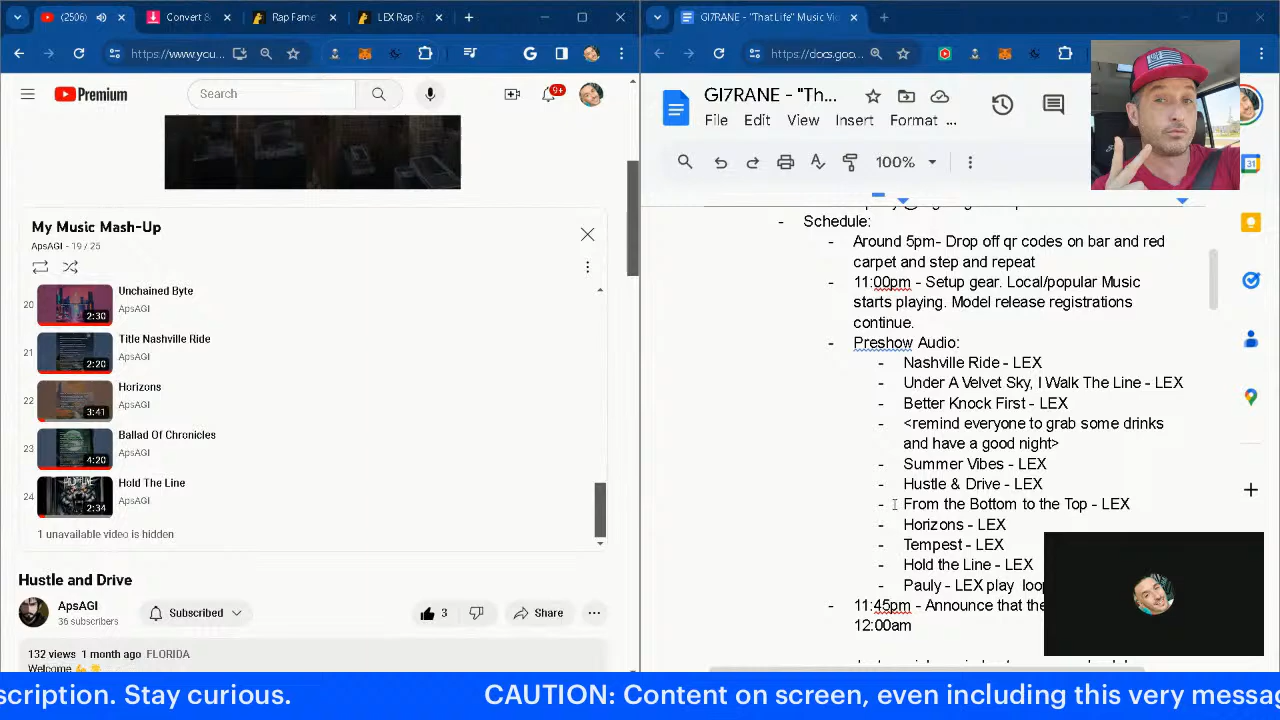 (2506)
Convert &
Rap Fame
LEX Rap F
GI7RANE - "That Life" Music Vi
https://www.you...
https://docs.goo...
Premium
Search
9+
GI7RANE - "Th...
File Edit View Insert Format ...
100%
My Music Mash-Up
ApsAGI - 19 / 25
20
Unchained Byte
ApsAGI
2:30
21
Title Nashville Ride
ApsAGI
2:20
22
Horizons
ApsAGI
3:41
23
Ballad Of Chronicles
ApsAGI
4:20
24
Hold The Line
ApsAGI
2:34
1 unavailable video is hidden
Hustle and Drive
ApsAGI
36 subscribers
Subscribed
3
Share
132 views 1 month ago FLORIDA
Welcome
- Schedule:
- Around 5pm- Drop off qr codes on bar and red
carpet and step and repeat
- 11:00pm - Setup gear. Local/popular Music
starts playing. Model release registrations
continue.
- Preshow Audio:
- Nashville Ride - LEX
- Under A Velvet Sky, I Walk The Line - LEX
- Better Knock First - LEX
- <remind everyone to grab some drinks
and have a good night>
- Summer Vibes - LEX
- Hustle & Drive - LEX
- From the Bottom to the Top - LEX
- Horizons - LEX
- Tempest - LEX
- Hold the Line - LEX
- Pauly - LEX play loop
- 11:45pm - Announce that the
12:00am
31
scription. Stay curious.
CAUTION: Content on screen, even including this very messag